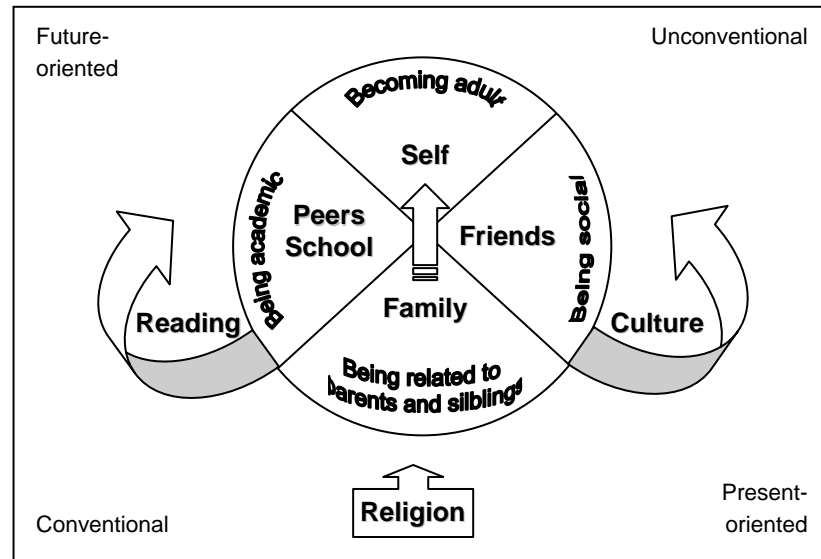 Future-
oriented
Unconventional
Becoming adult
Self
Being academic
Peers
School
Friends
Being social
Reading
Family
Culture
Being related to
parents and silblings
Religion
Conventional
Present-
oriented